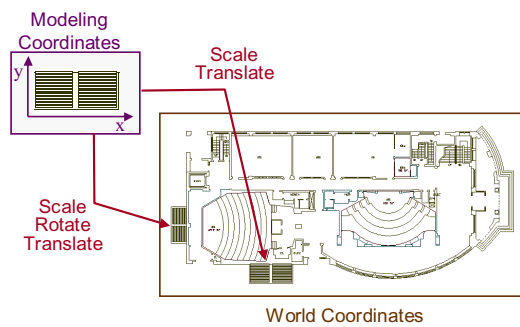 Modeling
Coordinates
y
x
Scale
Translate
Scale
Rotate
Translate
World Coordinates